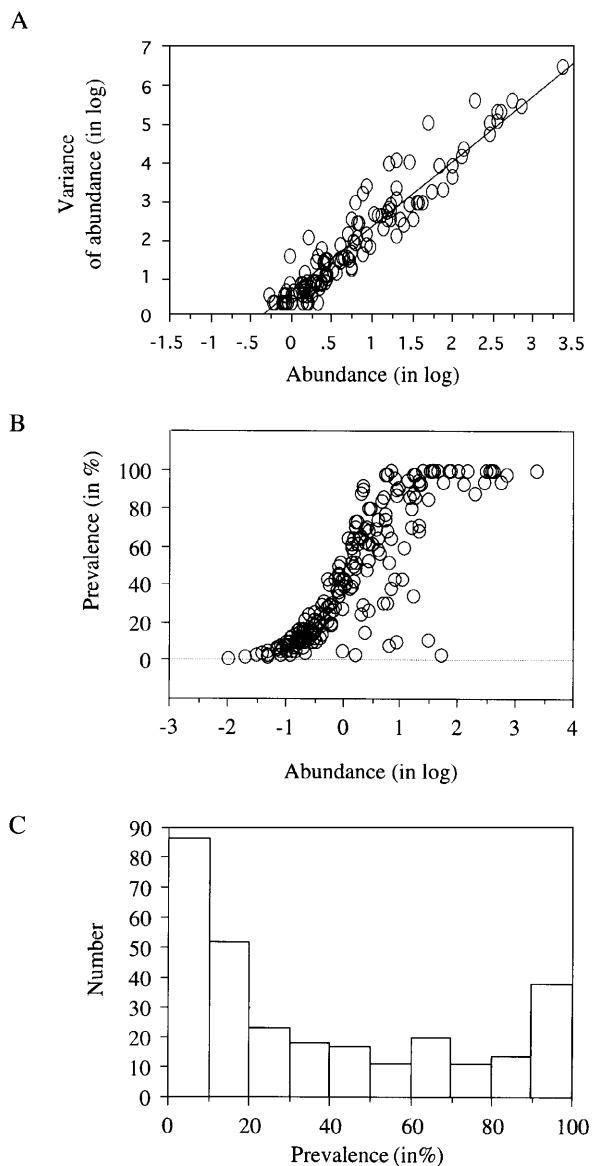 A
7
6
5
4
3
2
1
0
Variance
of abundance (in log)
-1.5 -1 -.5 0 .5 1 1.5 2 2.5 3 3.5
Abundance (in log)
B
100
80
60
40
20
0
Prevalence (in %)
-3 -2 -1 0 1 2 3 4
Abundance (in log)
C
90
80
70
60
50
40
30
20
10
0
Number
0 20 40 60 80 100
Prevalence (in%)